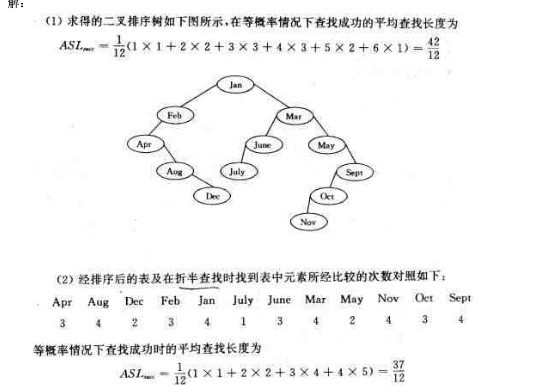 解:
(1) 求得的二叉排序树如下图所示,在等概率情况下查找成功的平均查找长度为
ASLsucc = 1/12(1×1+2×2+3×3+4×3+5×2+6×1) = 42/12
Jan
Feb Mar
Apr June May
Aug July Sept
Dec Oct
Nov
(2) 经排序后的表及在折半查找时找到表中元素所经比较的次数对照如下:
Apr Aug Dec Feb Jan July June Mar May Nov Oct Sept
3 4 2 3 4 1 3 4 2 4 3 4
等概率情况下查找成功时的平均查找长度为
ASLsucc = 1/12(1×1+2×2+3×4+4×5) = 37/12